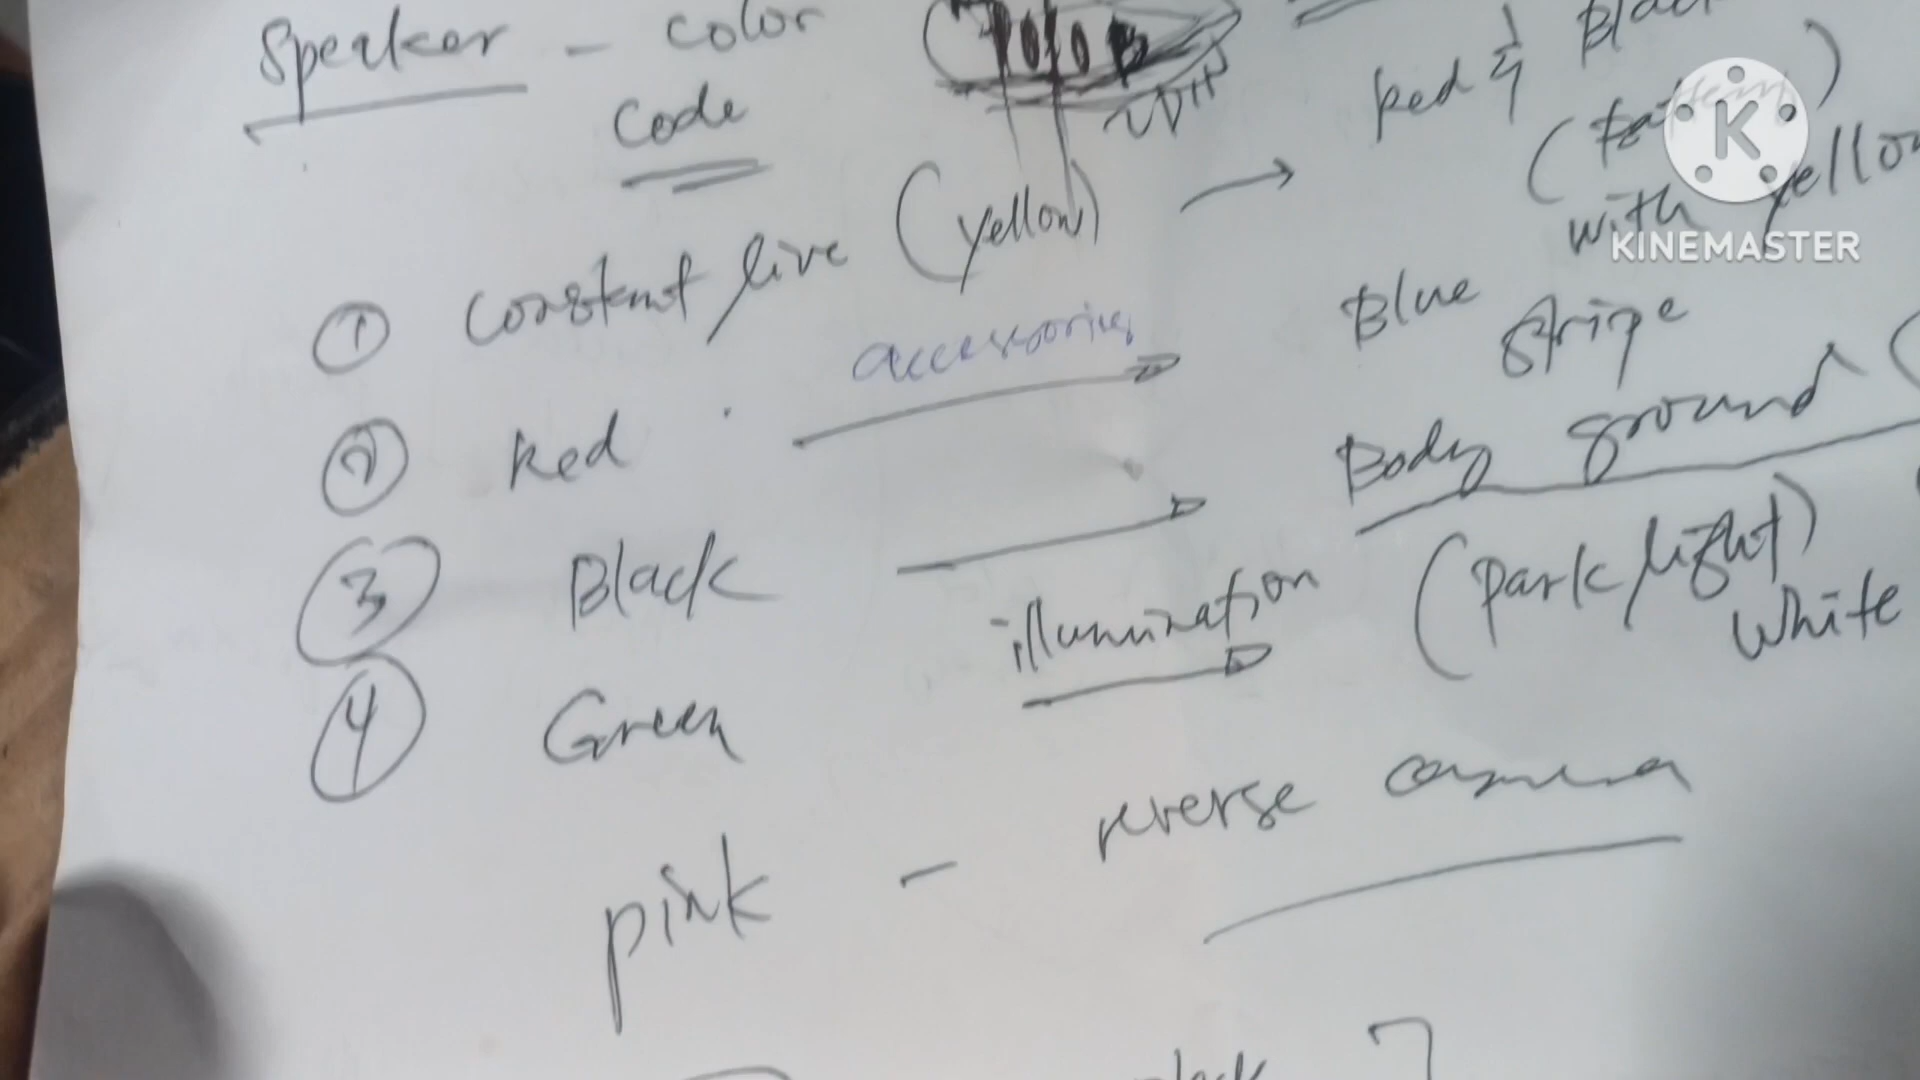 Speaker - Color
Code
Red &
(
with yellow
① Constant live (yellow) →
Blue
Stripe
accessories
② Red
Body ground (
③ Black
illumination (Park light)
White
④ Green
pink - reverse camera
KINEMASTER